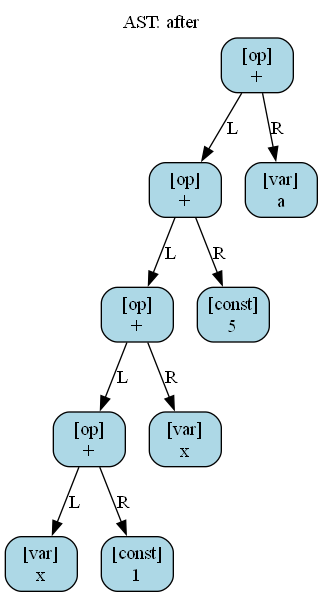 AST: after
[op]
+
L
R
[op]
+
[var]
a
L
R
[op]
+
[const]
5
L
R
[op]
+
[var]
x
L
R
[var]
x
[const]
1